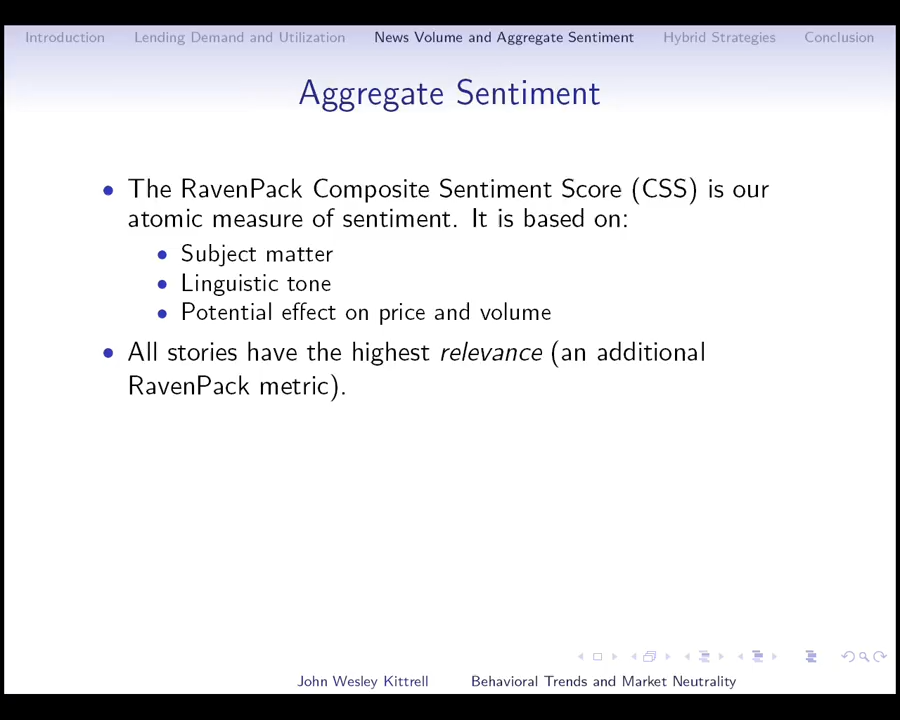 Introduction Lending Demand and Utilization News Volume and Aggregate Sentiment Hybrid Strategies Conclusion
Aggregate Sentiment
The RavenPack Composite Sentiment Score (CSS) is our
atomic measure of sentiment. It is based on:
Subject matter
Linguistic tone
Potential effect on price and volume
All stories have the highest relevance (an additional
RavenPack metric).
John Wesley Kittrell Behavioral Trends and Market Neutrality